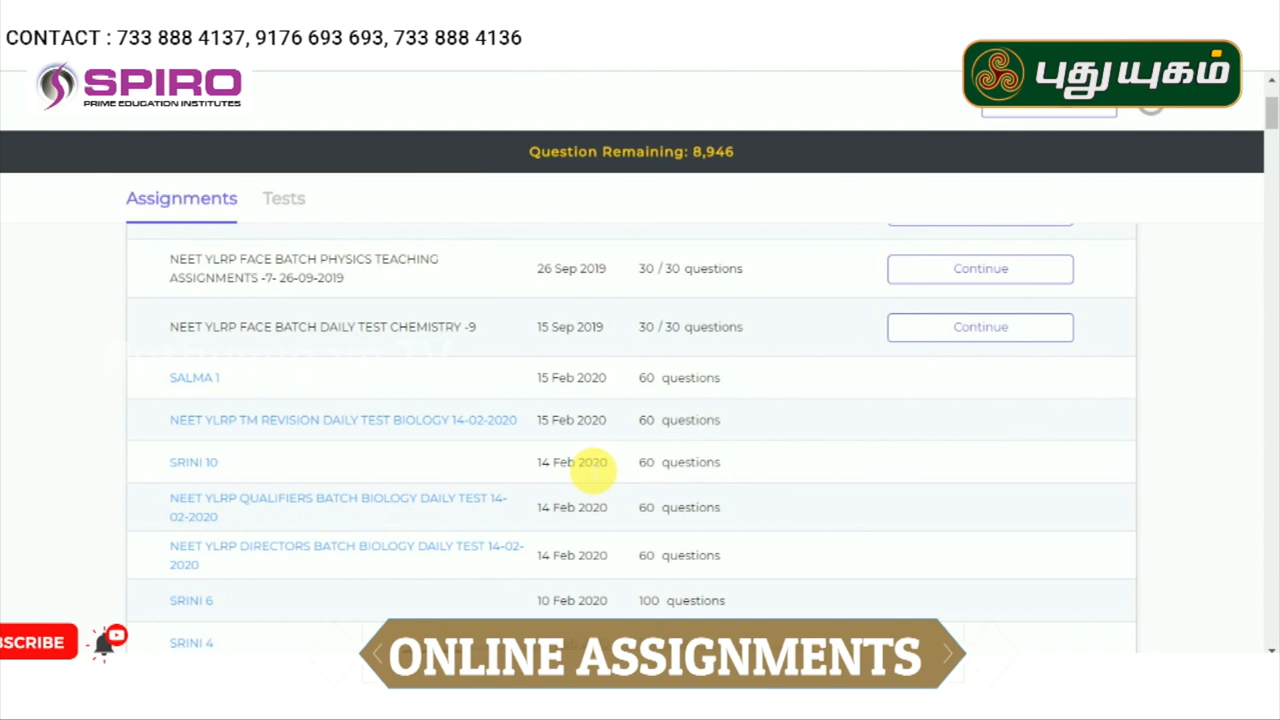 CONTACT : 733 888 4137, 9176 693 693, 733 888 4136
SPIRO
PRIME EDUCATION INSTITUTES
புதுயுகம்
Question Remaining: 8,946
Assignments Tests
NEET YLRP FACE BATCH PHYSICS TEACHING
ASSIGNMENTS -7- 26-09-2019 26 Sep 2019 30 / 30 questions Continue
NEET YLRP FACE BATCH DAILY TEST CHEMISTRY -9 15 Sep 2019 30 / 30 questions Continue
SALMA 1 15 Feb 2020 60 questions
NEET YLRP TM REVISION DAILY TEST BIOLOGY 14-02-2020 15 Feb 2020 60 questions
SRINI 10 14 Feb 2020 60 questions
NEET YLRP QUALIFIERS BATCH BIOLOGY DAILY TEST 14-
02-2020 14 Feb 2020 60 questions
NEET YLRP DIRECTORS BATCH BIOLOGY DAILY TEST 14-02-
2020 14 Feb 2020 60 questions
SRINI 6 10 Feb 2020 100 questions
SRINI 4
BSCRIBE
ONLINE ASSIGNMENTS